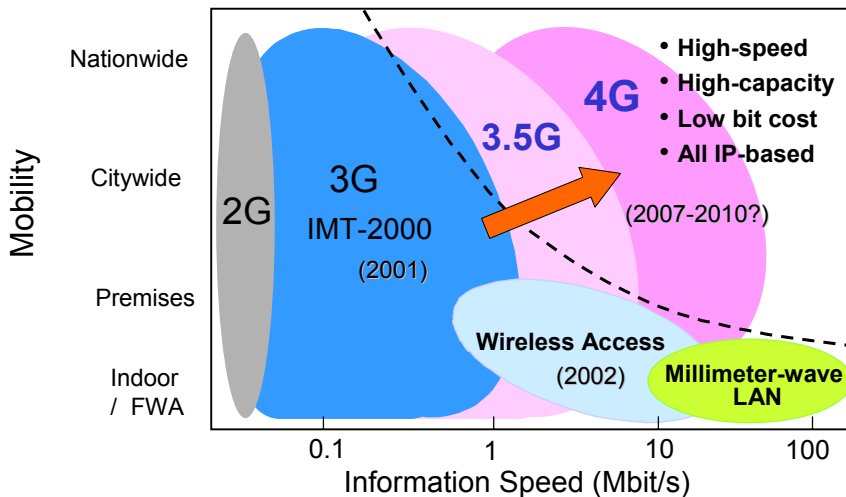 Mobility
Nationwide
Citywide
Premises
Indoor
/ FWA
2G
3G
IMT-2000
(2001)
3.5G
4G
• High-speed
• High-capacity
• Low bit cost
• All IP-based
(2007-2010?)
Wireless Access
(2002)
Millimeter-wave
LAN
0.1
1
10
100
Information Speed (Mbit/s)